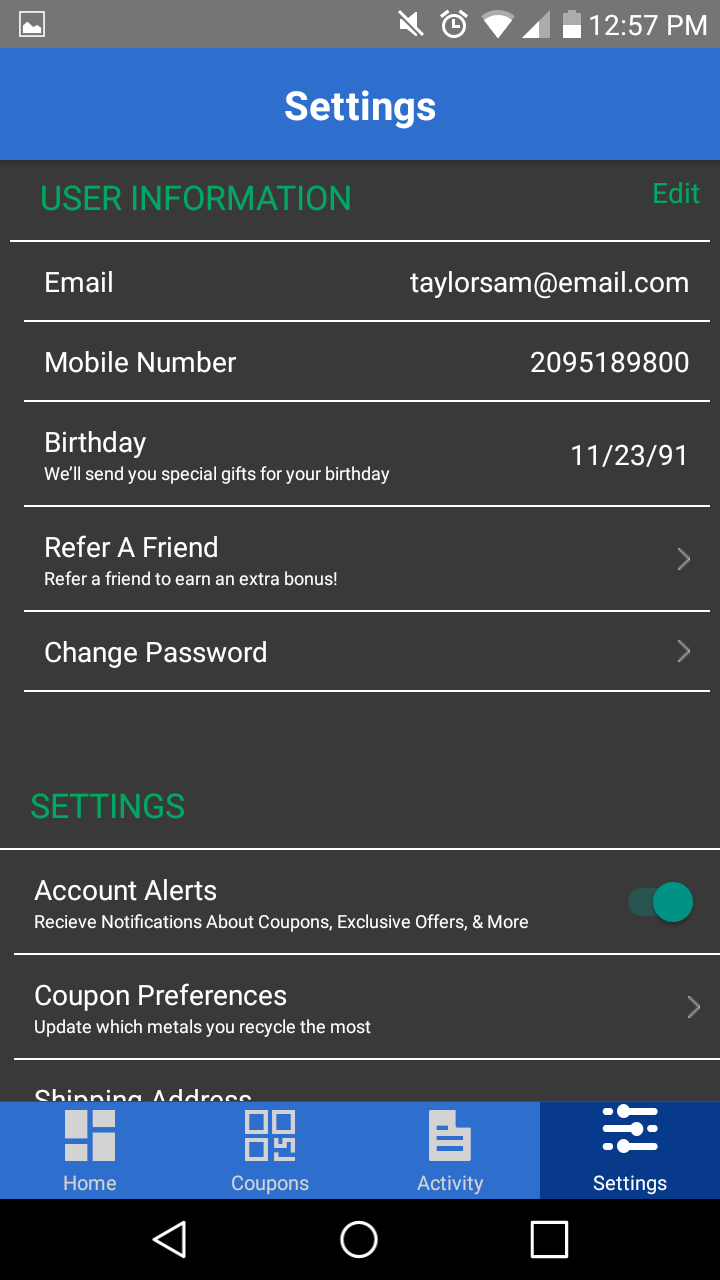 12:57 PM
Settings
USER INFORMATION
Edit
Email
taylorsam@email.com
Mobile Number
2095189800
Birthday
We'll send you special gifts for your birthday
11/23/91
Refer A Friend
Refer a friend to earn an extra bonus!
Change Password
SETTINGS
Account Alerts
Recieve Notifications About Coupons, Exclusive Offers, & More
Coupon Preferences
Update which metals you recycle the most
Shipping Address
Home
Coupons
Activity
Settings